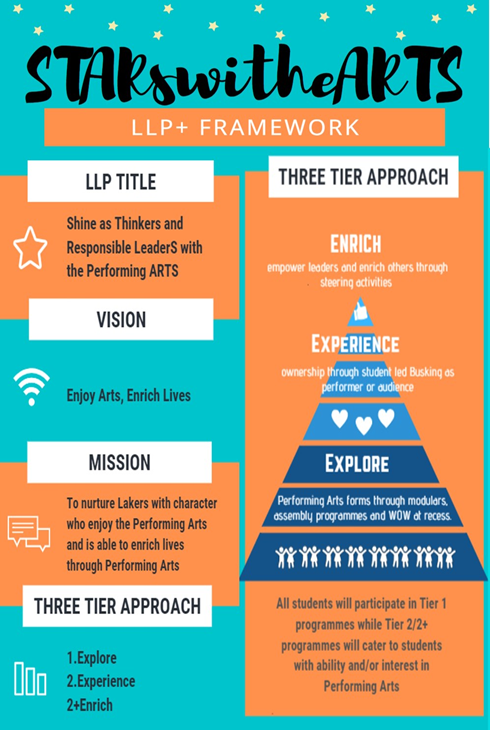 STARswitheARTS
LLP+ FRAMEWORK
LLP TITLE
Shine as Thinkers and
Responsible LeaderS with
the Performing ARTS
VISION
Enjoy Arts, Enrich Lives
MISSION
To nurture Lakers with character
who enjoy the Performing Arts
and is able to enrich lives
through Performing Arts
THREE TIER APPROACH
1.Explore
2.Experience
2+Enrich
THREE TIER APPROACH
ENRICH
empower leaders and enrich others through
steering activities
EXPERIENCE
ownership through student led Busking as
performer or audience
EXPLORE
Performing Arts forms through modulars,
assembly programmes and WOW at recess.
All students will participate in Tier 1
programmes while Tier 2/2+
programmes will cater to students
with ability and/or interest in
Performing Arts